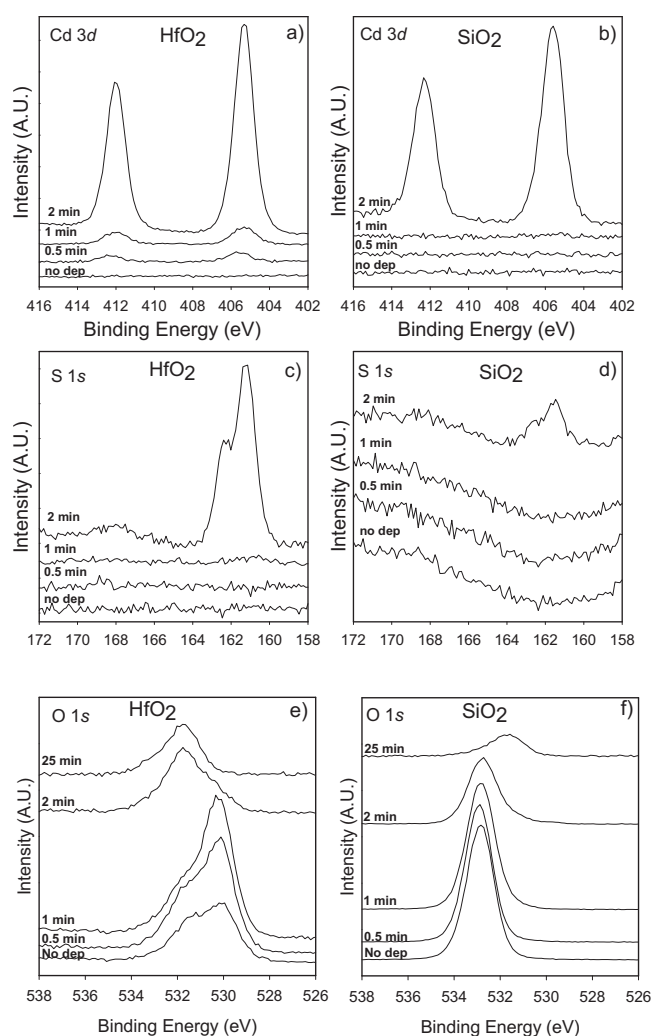 Cd 3d HfO2 a)
2 min
1 min
0.5 min
no dep
416 414 412 410 408 406 404 402
Binding Energy (eV)
Intensity (A.U.)
Cd 3d SiO2 b)
2 min
1 min
0.5 min
no dep
416 414 412 410 408 406 404 402
Binding Energy (eV)
Intensity (A.U.)
S 1s HfO2 c)
2 min
1 min
0.5 min
no dep
172 170 168 166 164 162 160 158
Intensity (A.U.)
S 1s SiO2 d)
2 min
1 min
0.5 min
no dep
172 170 168 166 164 162 160 158
Intensity (A.U.)
O 1s HfO2 e)
25 min
2 min
1 min
0.5 min
No dep
538 536 534 532 530 528 526
Binding Energy (eV)
Intensity (A.U.)
O 1s SiO2 f)
25 min
2 min
1 min
0.5 min
No dep
538 536 534 532 530 528 526
Binding Energy (eV)
Intensity (A.U.)